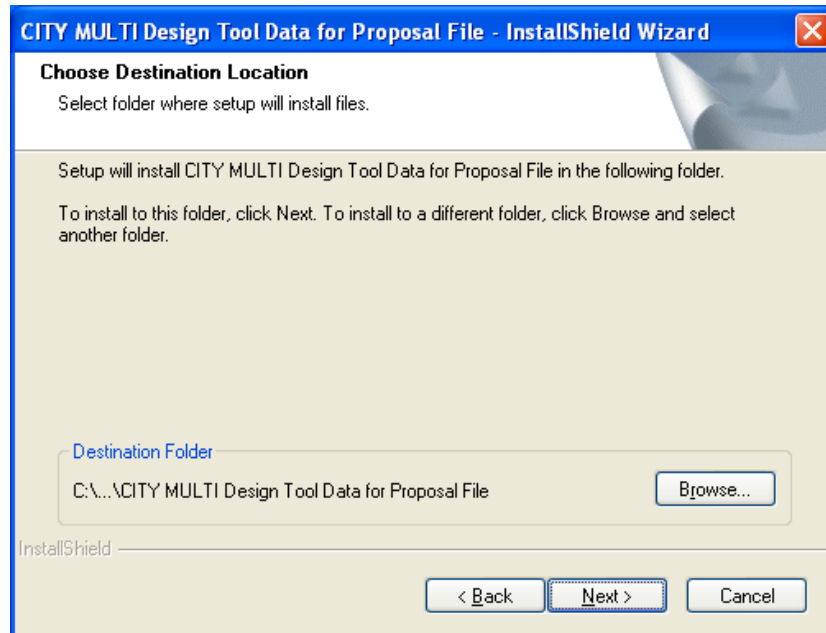 CITY MULTI Design Tool Data for Proposal File - InstallShield Wizard
Choose Destination Location
Select folder where setup will install files.
Setup will install CITY MULTI Design Tool Data for Proposal File in the following folder.
To install to this folder, click Next. To install to a different folder, click Browse and select
another folder.
Destination Folder
C:\...\CITY MULTI Design Tool Data for Proposal File
Browse...
InstallShield
< Back
Next >
Cancel